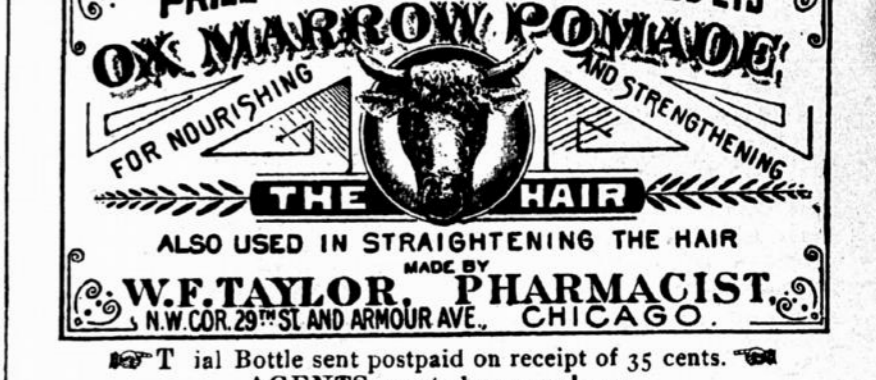 OX MARROW POMADE
FOR NOURISHING
AND STRENGTHENING
THE HAIR
ALSO USED IN STRAIGHTENING THE HAIR
MADE BY
W.F.TAYLOR, PHARMACIST,
N.W.COR. 29TH ST. AND ARMOUR AVE., CHICAGO.
T ial Bottle sent postpaid on receipt of 35 cents.
AGENTS